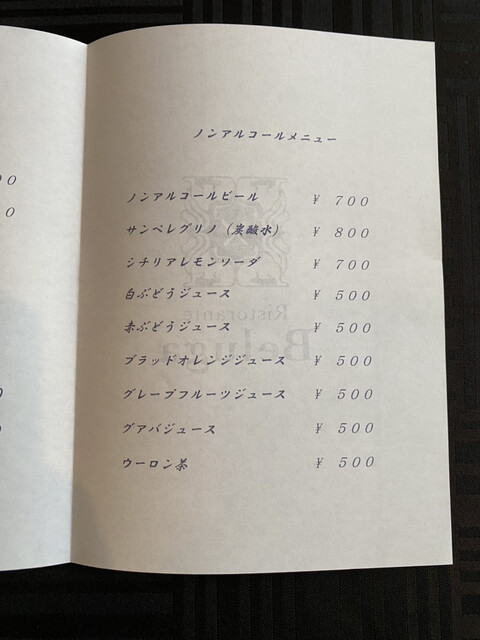 ノンアルコールメニュー
ノンアルコールビール ¥ 700
サンペレグリノ (炭酸水) ¥ 800
シチリアレモンソーダ ¥ 700
白ぶどうジュース ¥ 500
赤ぶどうジュース ¥ 500
ブラッドオレンジジュース ¥ 500
グレープフルーツジュース ¥ 500
グアバジュース ¥ 500
ウーロン茶 ¥ 500
Ristorante
Beluga